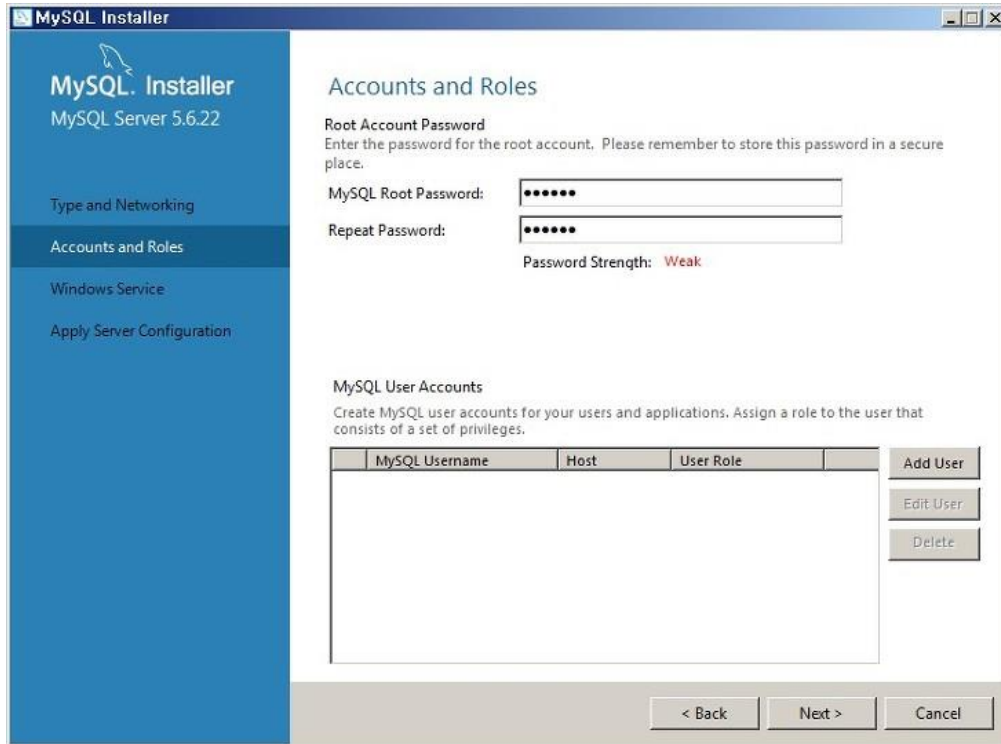 MySQL Installer
MySQL. Installer
MySQL Server 5.6.22
Type and Networking
Accounts and Roles
Windows Service
Apply Server Configuration
Accounts and Roles
Root Account Password
Enter the password for the root account. Please remember to store this password in a secure
place.
MySQL Root Password: ●●●●●●
Repeat Password: ●●●●●●
Password Strength: Weak
MySQL User Accounts
Create MySQL user accounts for your users and applications. Assign a role to the user that
consists of a set of privileges.
MySQL Username Host User Role
Add User
Edit User
Delete
< Back Next > Cancel